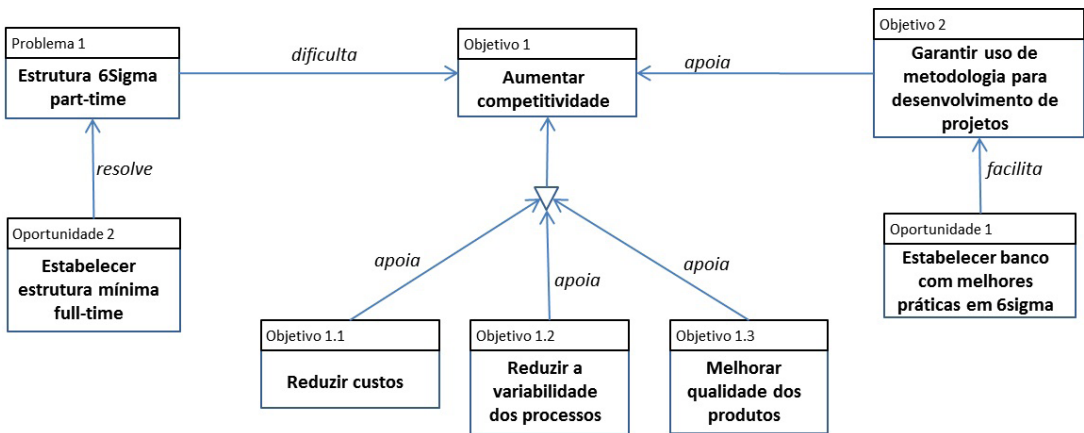 Problema 1
Estrutura 6Sigma
part-time
dificulta
Objetivo 1
Aumentar
competitividade
apoia
Objetivo 2
Garantir uso de
metodologia para
desenvolvimento de
projetos
resolve
facilita
Oportunidade 2
Estabelecer
estrutura mínima
full-time
Oportunidade 1
Estabelecer banco
com melhores
práticas em 6sigma
apoia
apoia
apoia
Objetivo 1.1
Reduzir custos
Objetivo 1.2
Reduzir a
variabilidade
dos processos
Objetivo 1.3
Melhorar
qualidade dos
produtos